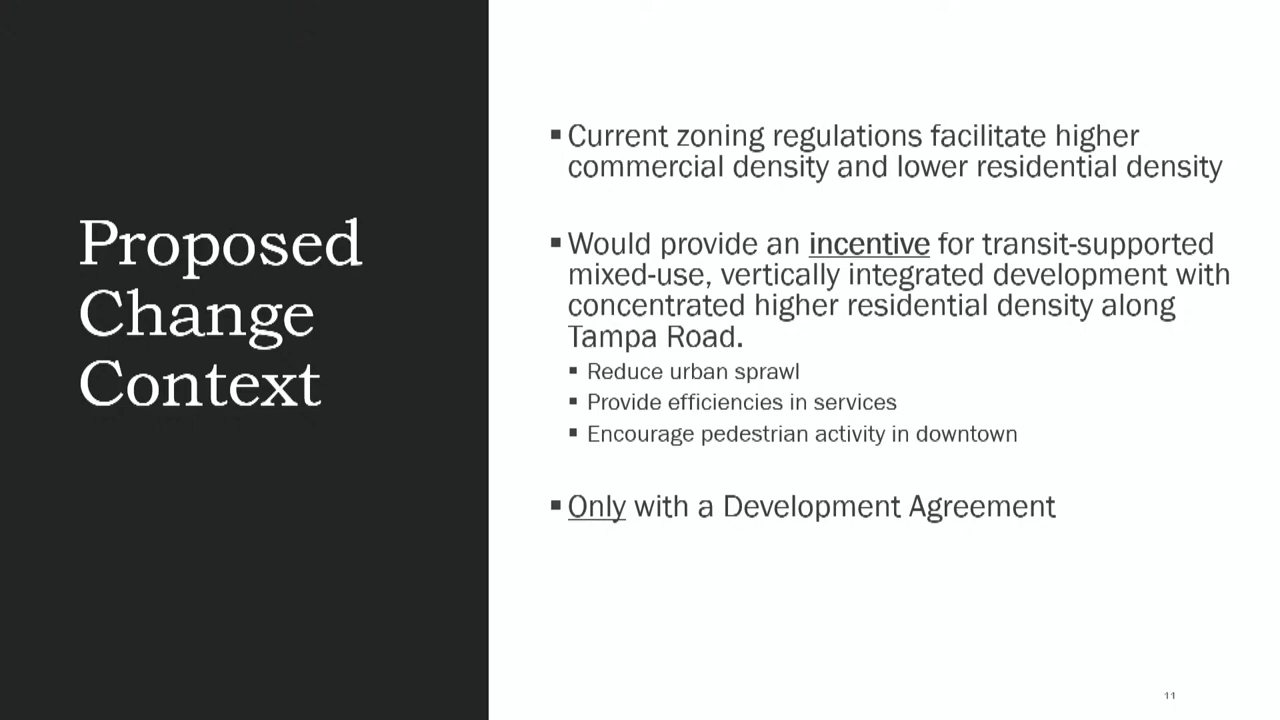 Proposed
Change
Context
▪ Current zoning regulations facilitate higher
commercial density and lower residential density
▪ Would provide an incentive for transit-supported
mixed-use, vertically integrated development with
concentrated higher residential density along
Tampa Road.
▪ Reduce urban sprawl
▪ Provide efficiencies in services
▪ Encourage pedestrian activity in downtown
▪ Only with a Development Agreement
11